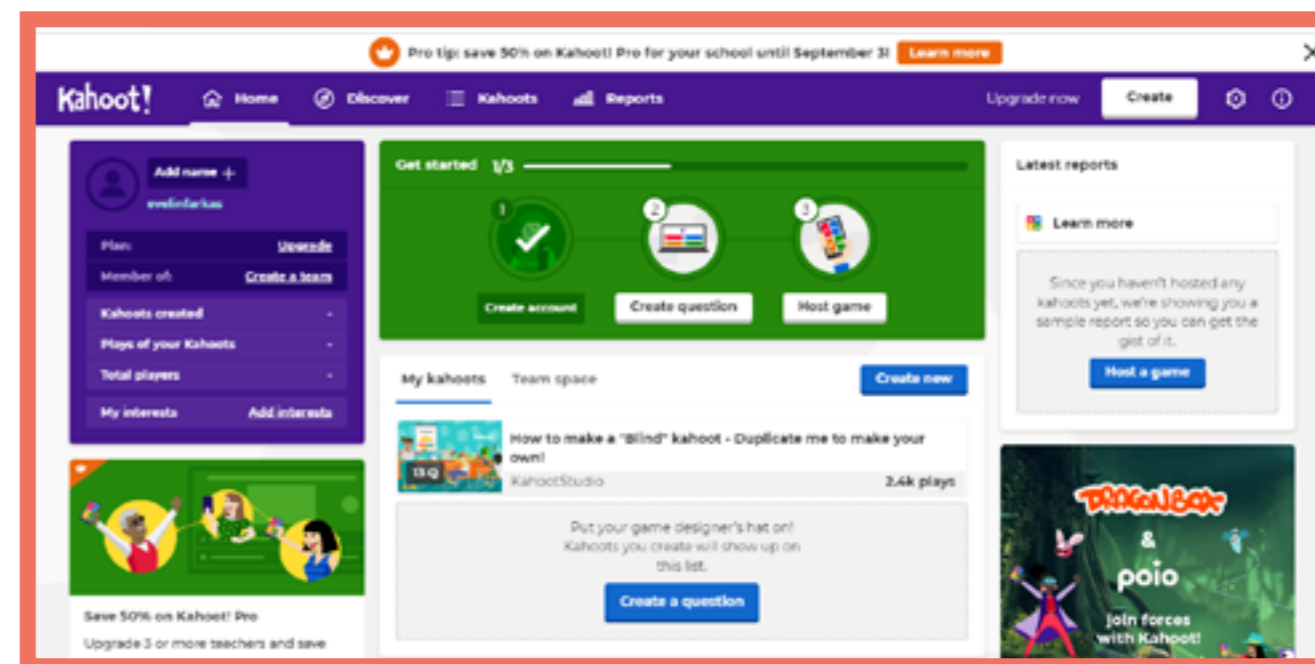 Pro tip: save 50% on Kahoot! Pro for your school until September 3! Learn more
Kahoot! Home Discover Kahoots Reports Upgrade now Create
Add name +
evelinfarkas
Plan: Upgrade
Member of: Create a team
Kahoots created -
Plays of your Kahoots -
Total players -
My interests Add interests
Save 50% on Kahoot! Pro
Upgrade 3 or more teachers and save
Get started 1/3
1 2 3
Create account Create question Host game
My kahoots Team space Create new
How to make a "Blind" kahoot - Duplicate me to make your
own!
13 Q
KahootStudio 2.4k plays
Put your game designer's hat on!
Kahoots you create will show up on
this list.
Create a question
Latest reports
Learn more
Since you haven't hosted any
kahoots yet, we're showing you a
sample report so you can get the
gist of it.
Host a game
DRAGONBOX
&
poio
join forces
with Kahoot!